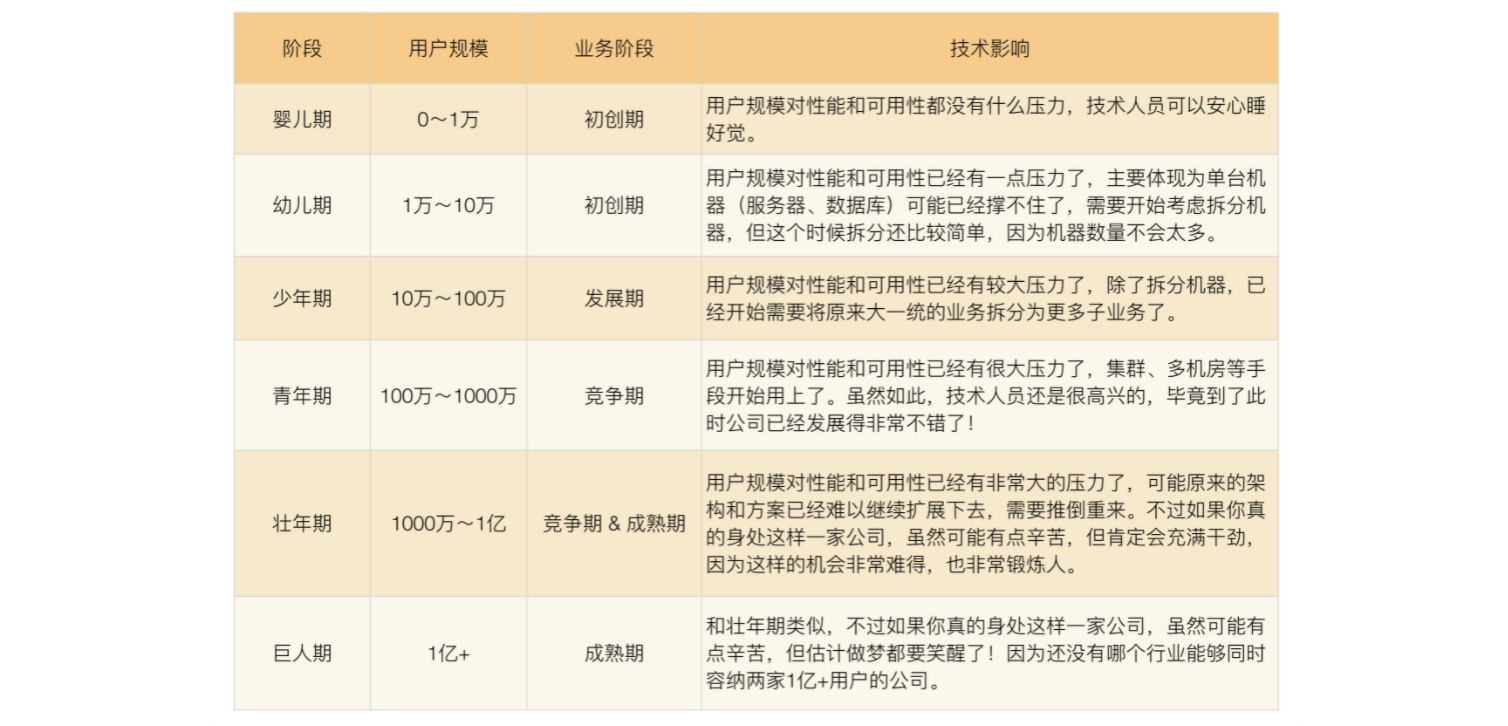 阶段 用户规模 业务阶段 技术影响
婴儿期 0～1万 初创期 用户规模对性能和可用性都没有什么压力，技术人员可以安心睡
好觉。
幼儿期 1万～10万 初创期 用户规模对性能和可用性已经有一点压力了，主要体现为单台机
器（服务器、数据库）可能已经撑不住了，需要开始考虑拆分机
器，但这个时候拆分还比较简单，因为机器数量不会太多。
少年期 10万～100万 发展期 用户规模对性能和可用性已经有较大压力了，除了拆分机器，已
经开始需要将原来大一统的业务拆分为更多子业务了。
青年期 100万～1000万 竞争期 用户规模对性能和可用性已经有很大压力了，集群、多机房等手
段开始用上了。虽然如此，技术人员还是很高兴的，毕竟到了此
时公司已经发展得非常不错了！
壮年期 1000万～1亿 竞争期 & 成熟期 用户规模对性能和可用性已经有非常大的压力了，可能原来的架
构和方案已经难以继续扩展下去，需要推倒重来。不过如果你真
的身处这样一家公司，虽然可能有点辛苦，但肯定会充满干劲，
因为这样的机会非常难得，也非常锻炼人。
巨人期 1亿+ 成熟期 和壮年期类似，不过如果你真的身处这样一家公司，虽然可能有
点辛苦，但估计做梦都要笑醒了！因为还没有哪个行业能够同时
容纳两家1亿+用户的公司。